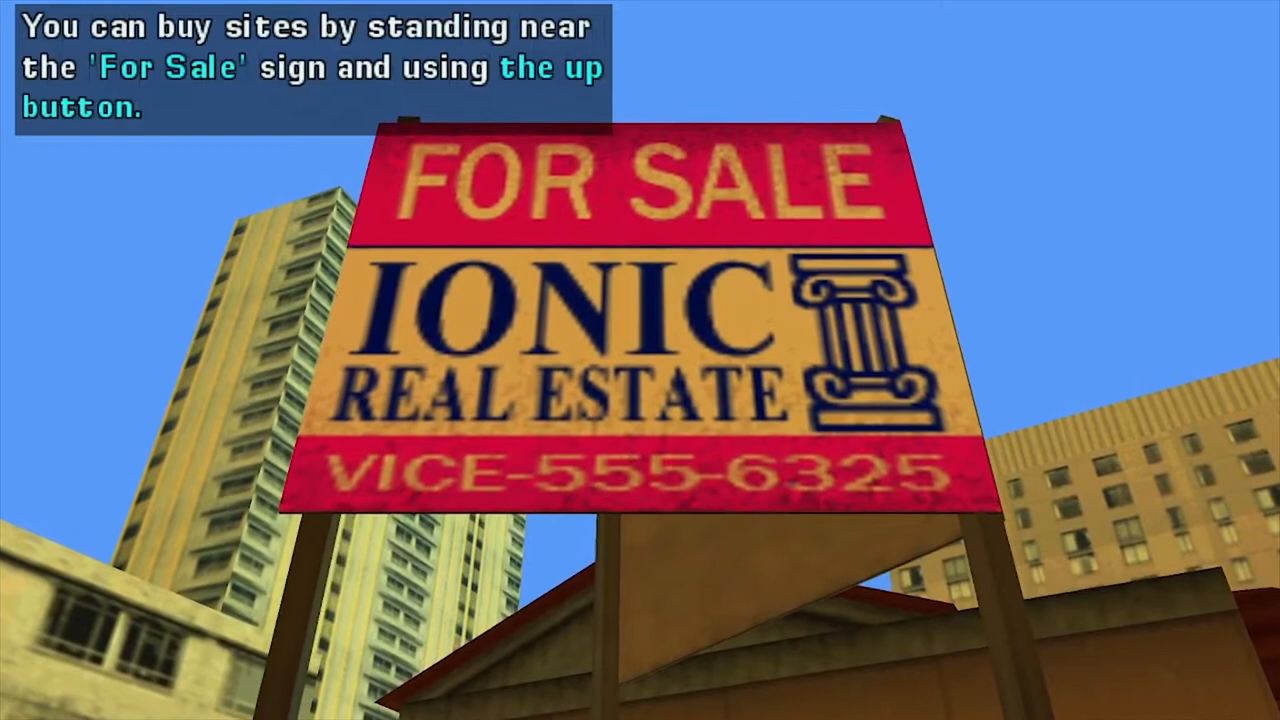 You can buy sites by standing near
the 'For Sale' sign and using the up
button.
FOR SALE
IONIC
REAL ESTATE
VICE-555-6325